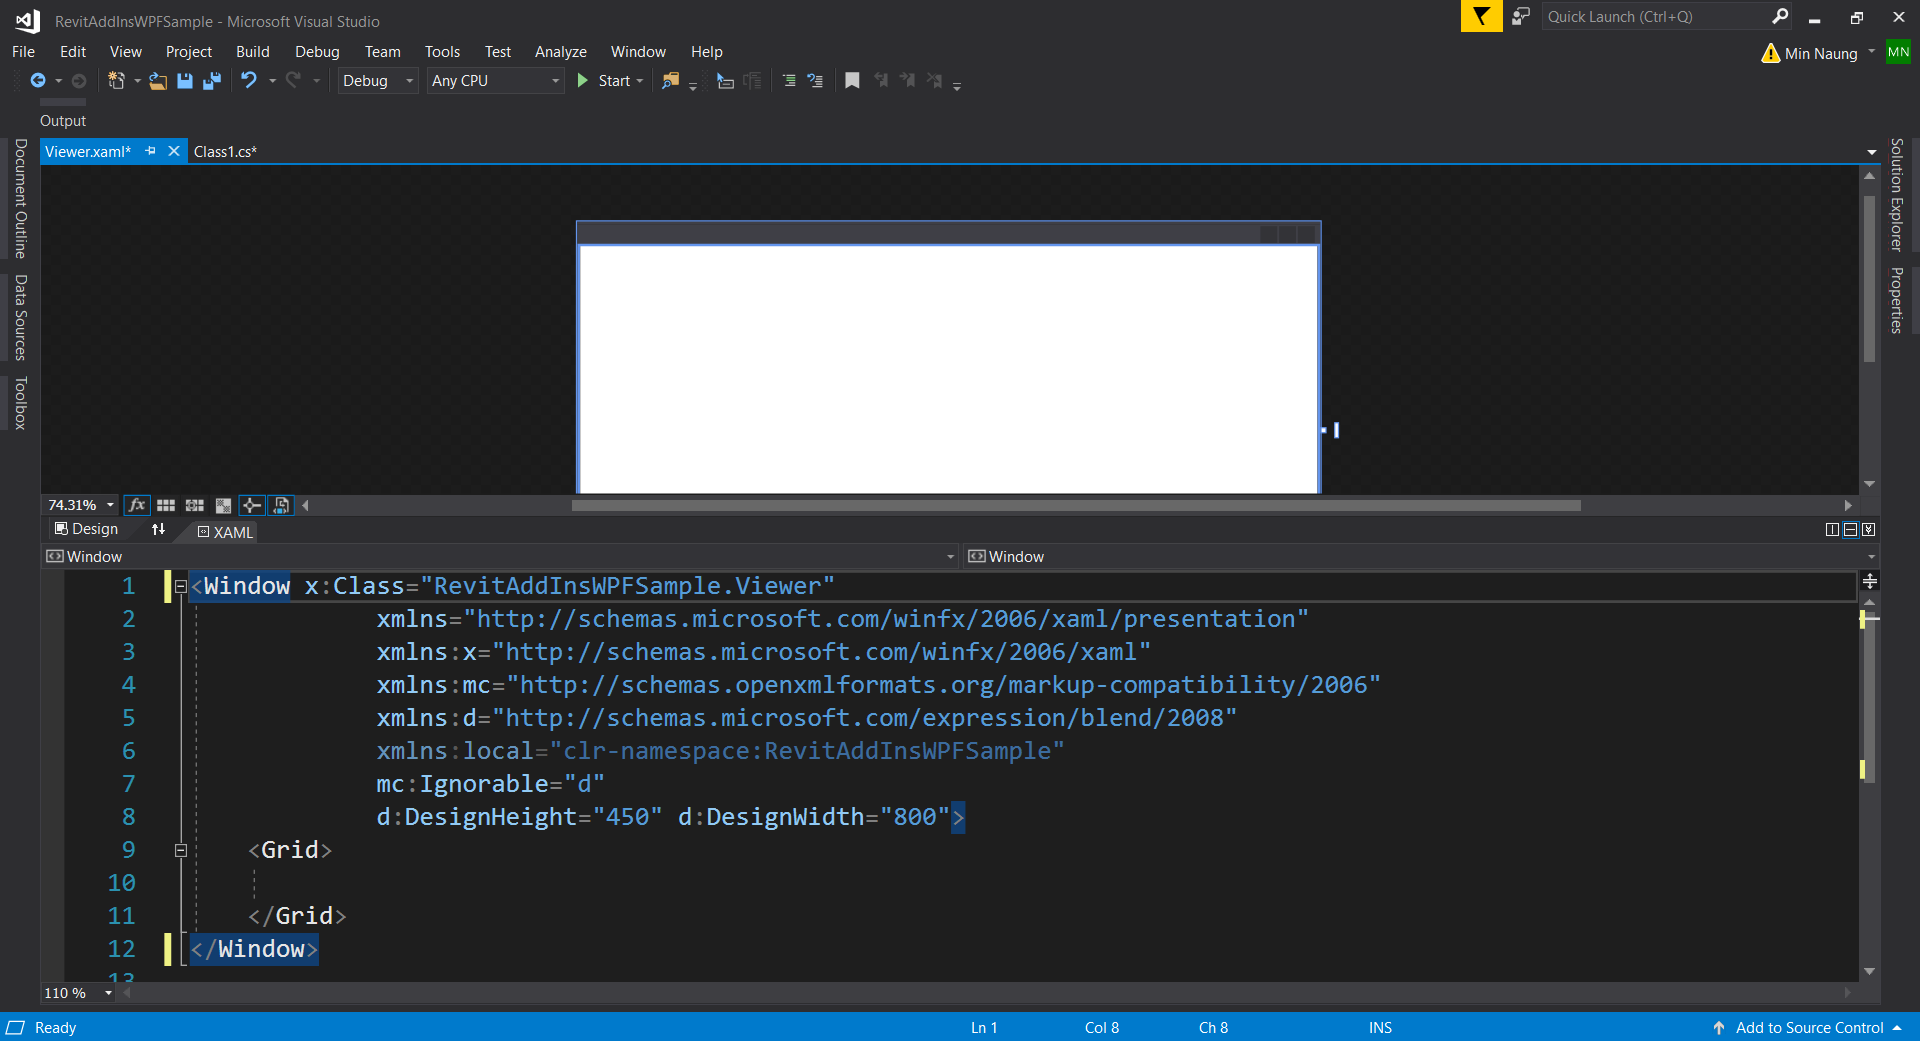 RevitAddInsWPFSample - Microsoft Visual Studio
Quick Launch (Ctrl+Q)
File Edit View Project Build Debug Team Tools Test Analyze Window Help
Min Naung MN
Debug Any CPU Start
Output
Viewer.xaml* Class1.cs*
Document Outline
Data Sources
Toolbox
Solution Explorer
Properties
74.31% fx
Design XAML
Window Window
1 <Window x:Class="RevitAddInsWPFSample.Viewer"
2 xmlns="http://schemas.microsoft.com/winfx/2006/xaml/presentation"
3 xmlns:x="http://schemas.microsoft.com/winfx/2006/xaml"
4 xmlns:mc="http://schemas.openxmlformats.org/markup-compatibility/2006"
5 xmlns:d="http://schemas.microsoft.com/expression/blend/2008"
6 xmlns:local="clr-namespace:RevitAddInsWPFSample"
7 mc:Ignorable="d"
8 d:DesignHeight="450" d:DesignWidth="800">
9 <Grid>
10
11 </Grid>
12 </Window>
13
110 %
Ready Ln 1 Col 8 Ch 8 INS Add to Source Control